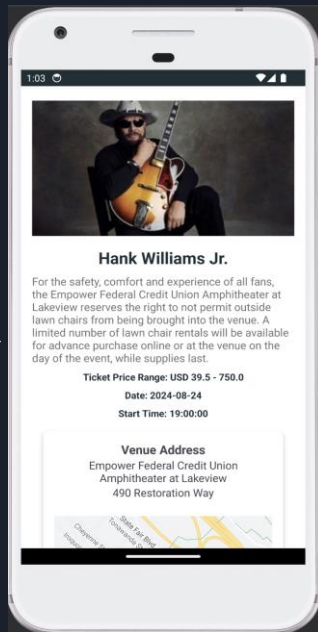 1:03
Hank Williams Jr.
For the safety, comfort and experience of all fans,
the Empower Federal Credit Union Amphitheater at
Lakeview reserves the right to not permit outside
lawn chairs from being brought into the venue. A
limited number of lawn chair rentals will be available
for advance purchase online or at the venue on the
day of the event, while supplies last.
Ticket Price Range: USD 39.5 - 750.0
Date: 2024-08-24
Start Time: 19:00:00
Venue Address
Empower Federal Credit Union
Amphitheater at Lakeview
490 Restoration Way
State Fair Blvd